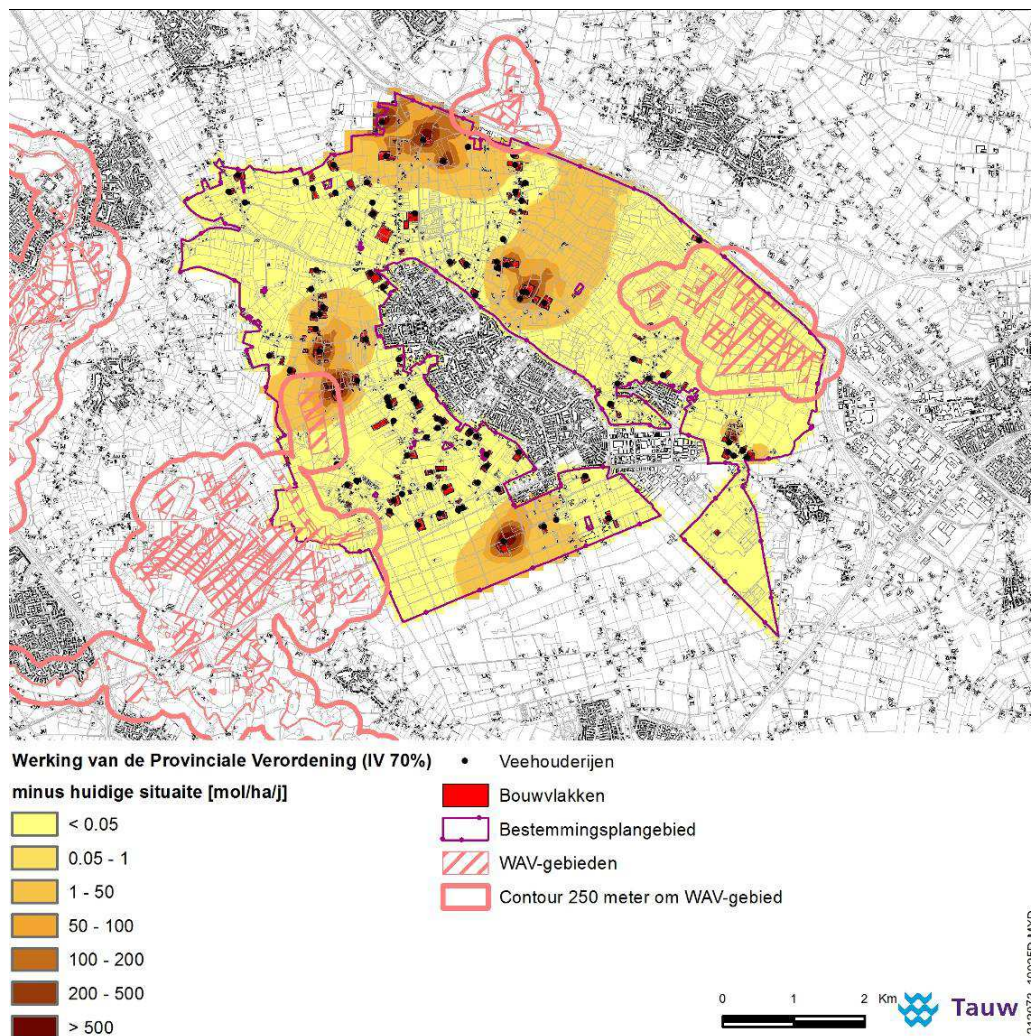 Werking van de Provinciale Verordening (IV 70%)
minus huidige situaite [mol/ha/j]
< 0.05
0.05 - 1
1 - 50
50 - 100
100 - 200
200 - 500
> 500
Veehouderijen
Bouwvlakken
Bestemmingsplangebied
WAV-gebieden
Contour 250 meter om WAV-gebied
0 1 2 Km
Tauw